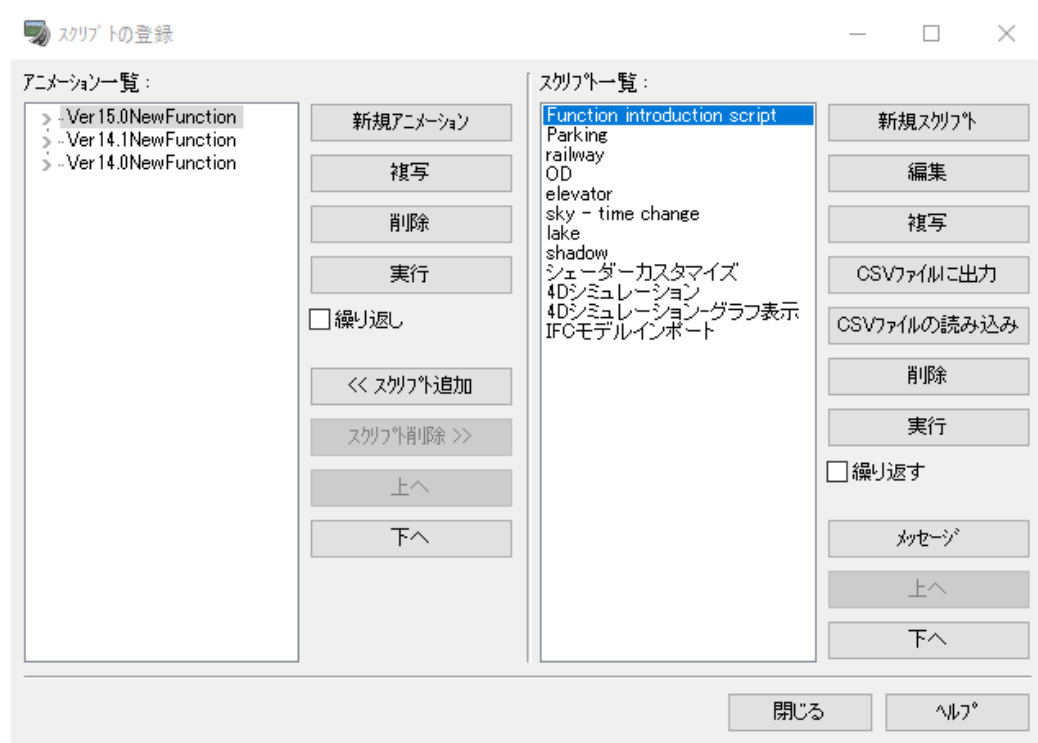 スクリプトの登録
アニメーション一覧:
Ver15.0NewFunction
Ver14.1NewFunction
Ver14.0NewFunction
新規アニメーション
複写
削除
実行
繰り返し
<< スクリプト追加
スクリプト削除 >>
上へ
下へ
スクリプト一覧:
Function introduction script
Parking
railway
OD
elevator
sky - time change
lake
shadow
シェーダーカスタマイズ
4Dシミュレーション
4Dシミュレーション-グラフ表示
IFCモデルインポート
新規スクリプト
編集
複写
CSVファイルに出力
CSVファイルの読み込み
削除
実行
繰り返す
メッセージ
上へ
下へ
閉じる
ヘルプ